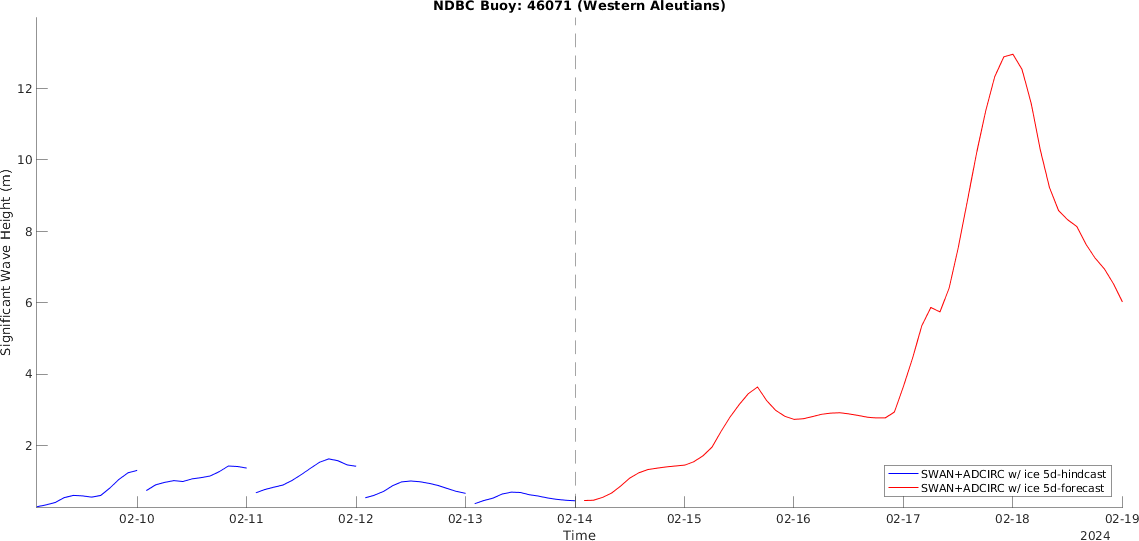 NDBC Buoy: 46071 (Western Aleutians)
Significant Wave Height (m)
12
10
8
6
4
2
SWAN+ADCIRC w/ ice 5d-hindcast
SWAN+ADCIRC w/ ice 5d-forecast
02-10 02-11 02-12 02-13 02-14 02-15 02-16 02-17 02-18 02-19
Time
2024